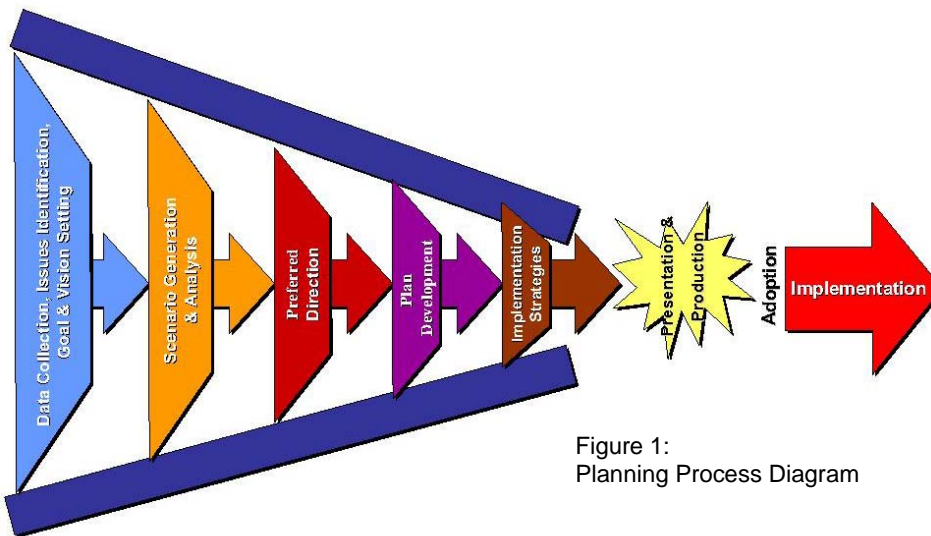 Data Collection, Issues Identification,
Goal & Vision Setting
Scenario Generation
& Analysis
Preferred
Direction
Plan
Development
Implementation
Strategies
Presentation &
Production
Adoption
Implementation
Figure 1:
Planning Process Diagram